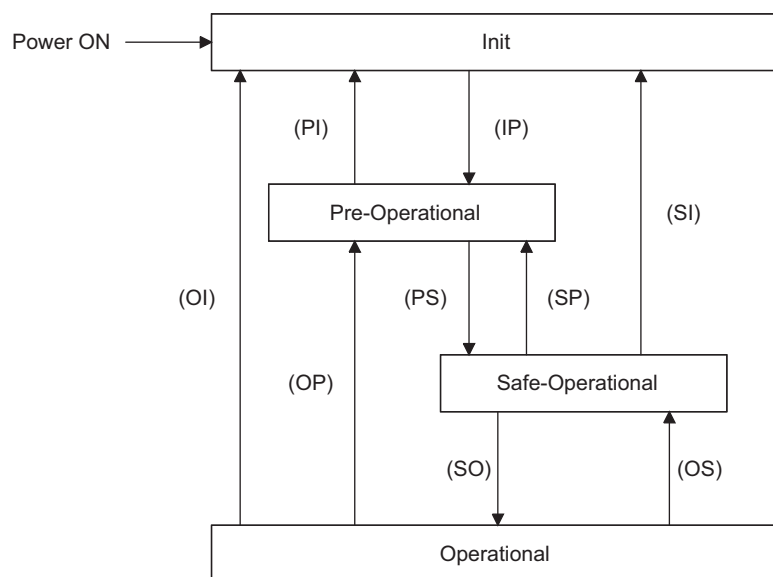 Power ON
Init
(PI)
(IP)
Pre-Operational
(SI)
(OI)
(PS)
(SP)
Safe-Operational
(OP)
(SO)
(OS)
Operational